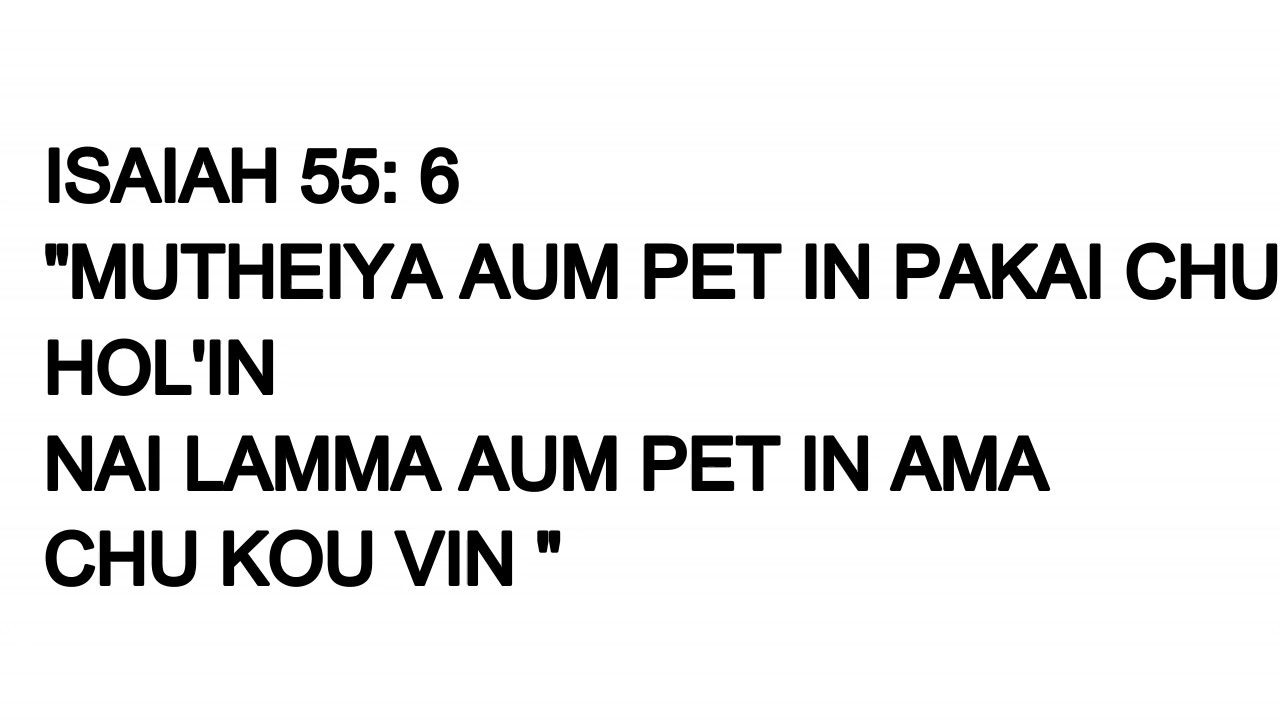 ISAIAH 55: 6
"MUTHEIYA AUM PET IN PAKAI CHU
HOL'IN
NAI LAMMA AUM PET IN AMA
CHU KOU VIN "